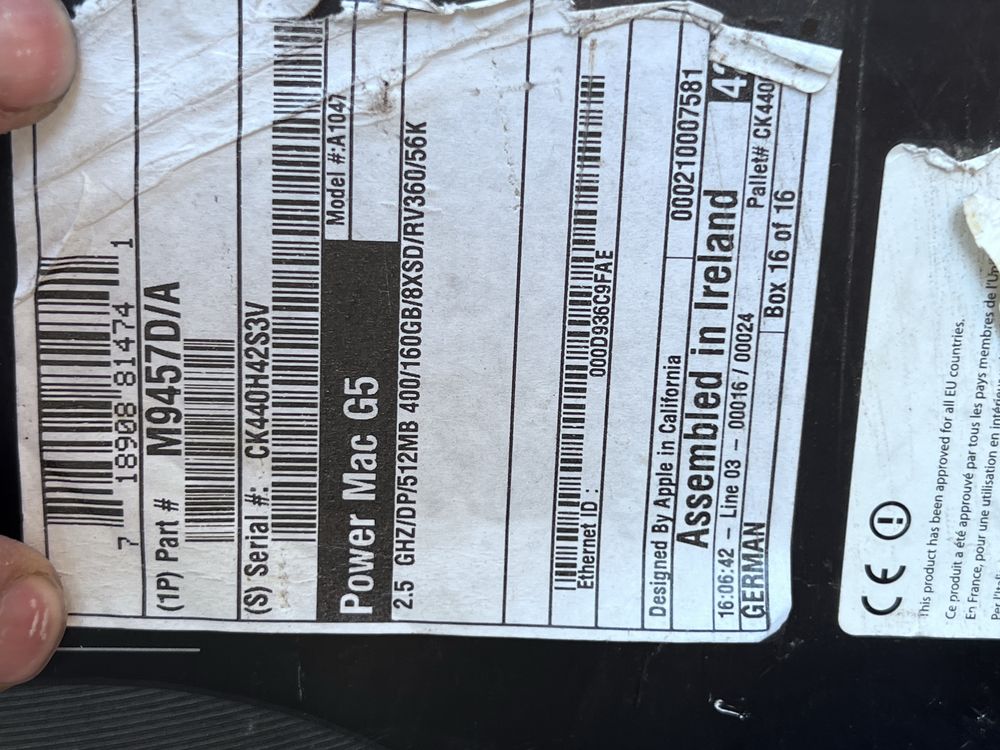 7 18908 81474 1
(1P) Part # M9457D/A
(S) Serial #: CK440H42S3V
Power Mac G5
Model #:A1047
2.5 GHZ/DP/512MB 400/160GB/8XSD/RV360/56K
Ethernet ID :
000D936C9FAE
Designed By Apple in California
0002100007581
Assembled in Ireland
16:06:42 – Line 03 – 00016 / 00024
Pallet# CK440
GERMAN
Box 16 of 16
CE
This product has been approved for all EU countries.
Ce produit a été approuvé par tous les pays membres de
En France, pour une utilisation en
Per